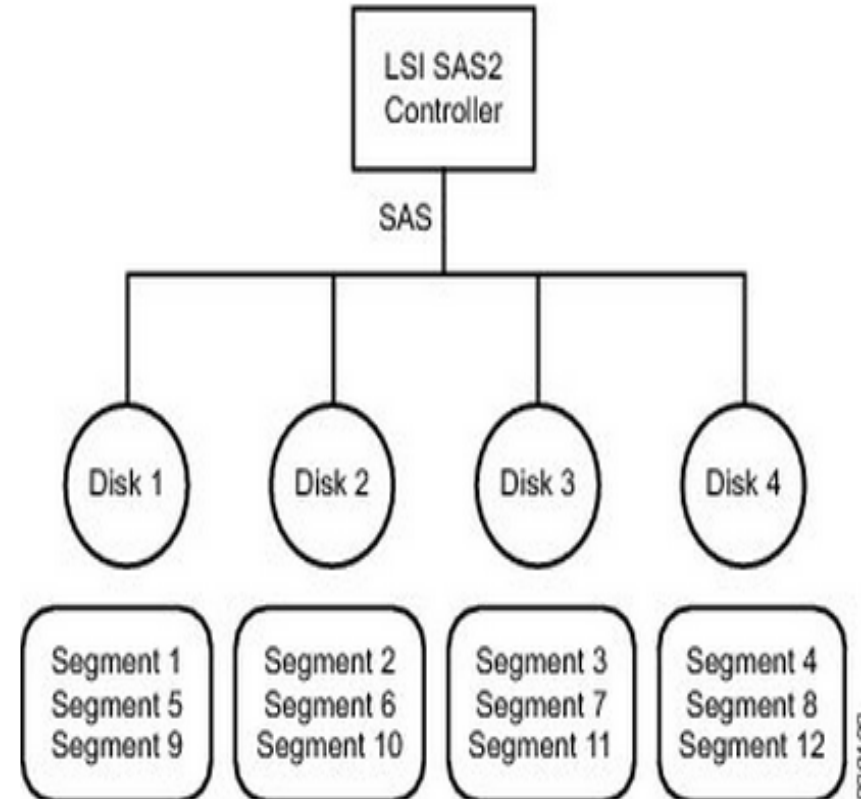 LSI SAS2
Controller
SAS
Disk 1
Disk 2
Disk 3
Disk 4
Segment 1
Segment 5
Segment 9
Segment 2
Segment 6
Segment 10
Segment 3
Segment 7
Segment 11
Segment 4
Segment 8
Segment 12